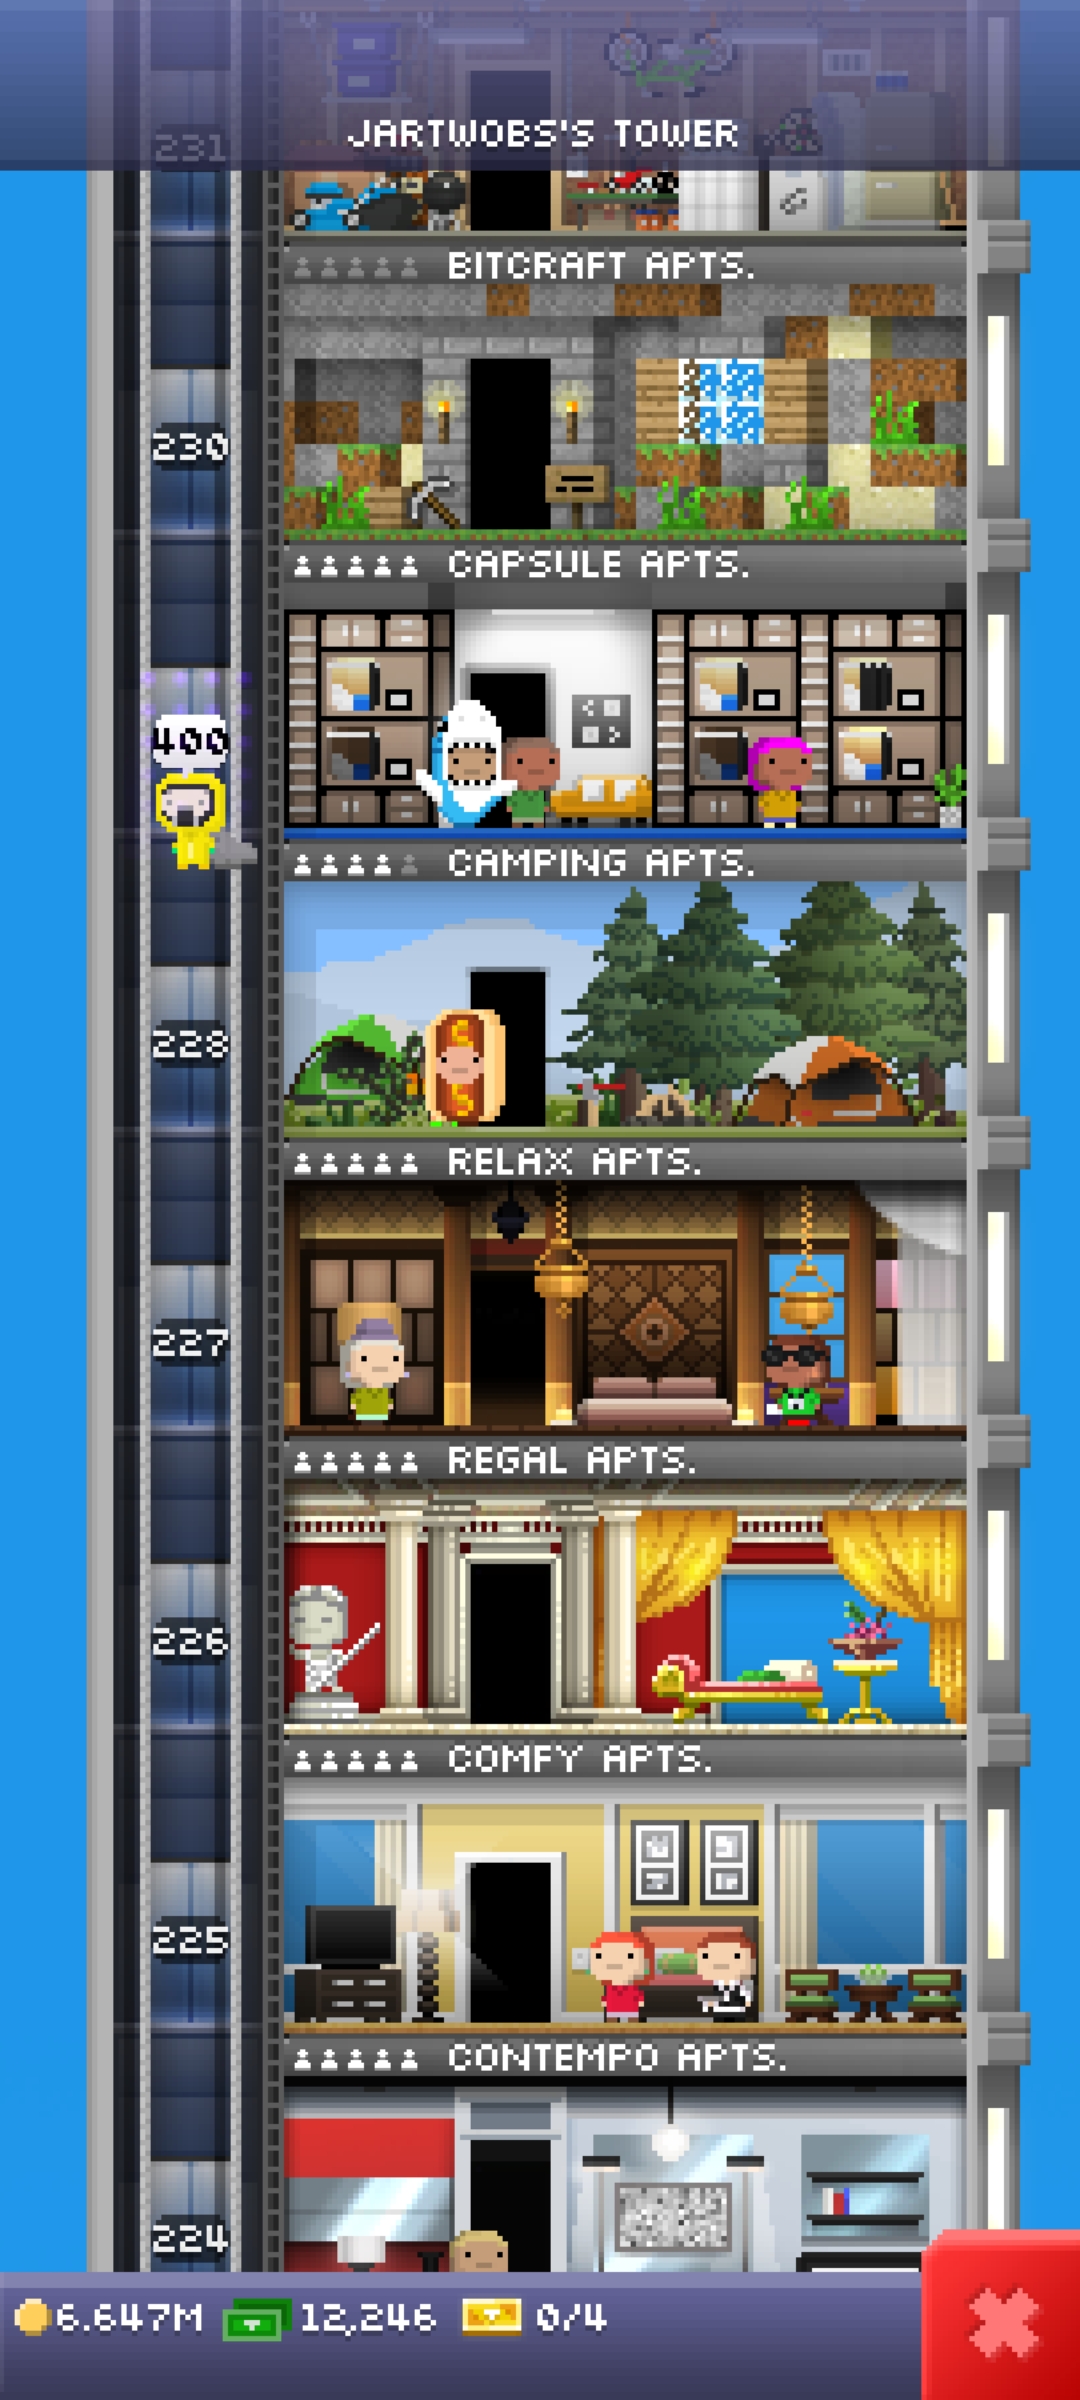 JARTWOBS'S TOWER
231
BITCRAFT APTS.
230
CAPSULE APTS.
400
CAMPING APTS.
228
RELAX APTS.
227
REGAL APTS.
226
COMFY APTS.
225
CONTEMPO APTS.
224
6.647M 12,246 0/4